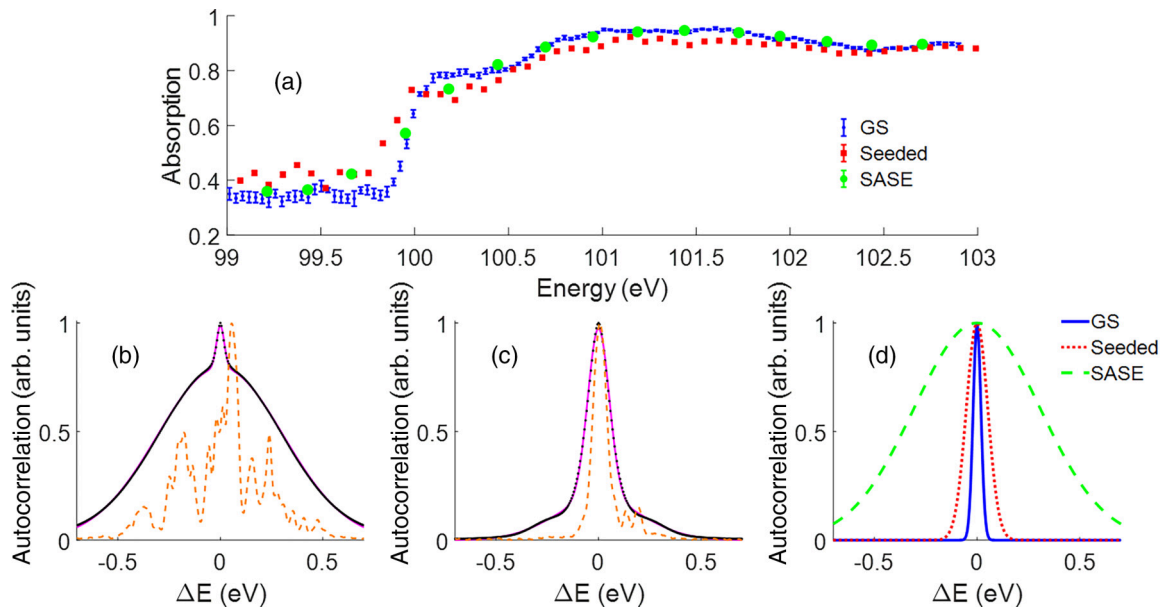 1
0.8
0.6
0.4
0.2
Absorption
(a)
GS
Seeded
SASE
99
99.5
100
100.5
101
101.5
102
102.5
103
Energy (eV)
Autocorrelation (arb. units)
1
0.5
0
(b)
-0.5
0
0.5
ΔE (eV)
Autocorrelation (arb. units)
1
0.5
0
(c)
-0.5
0
0.5
ΔE (eV)
Autocorrelation (arb. units)
1
0.5
0
(d)
GS
Seeded
SASE
-0.5
0
0.5
ΔE (eV)